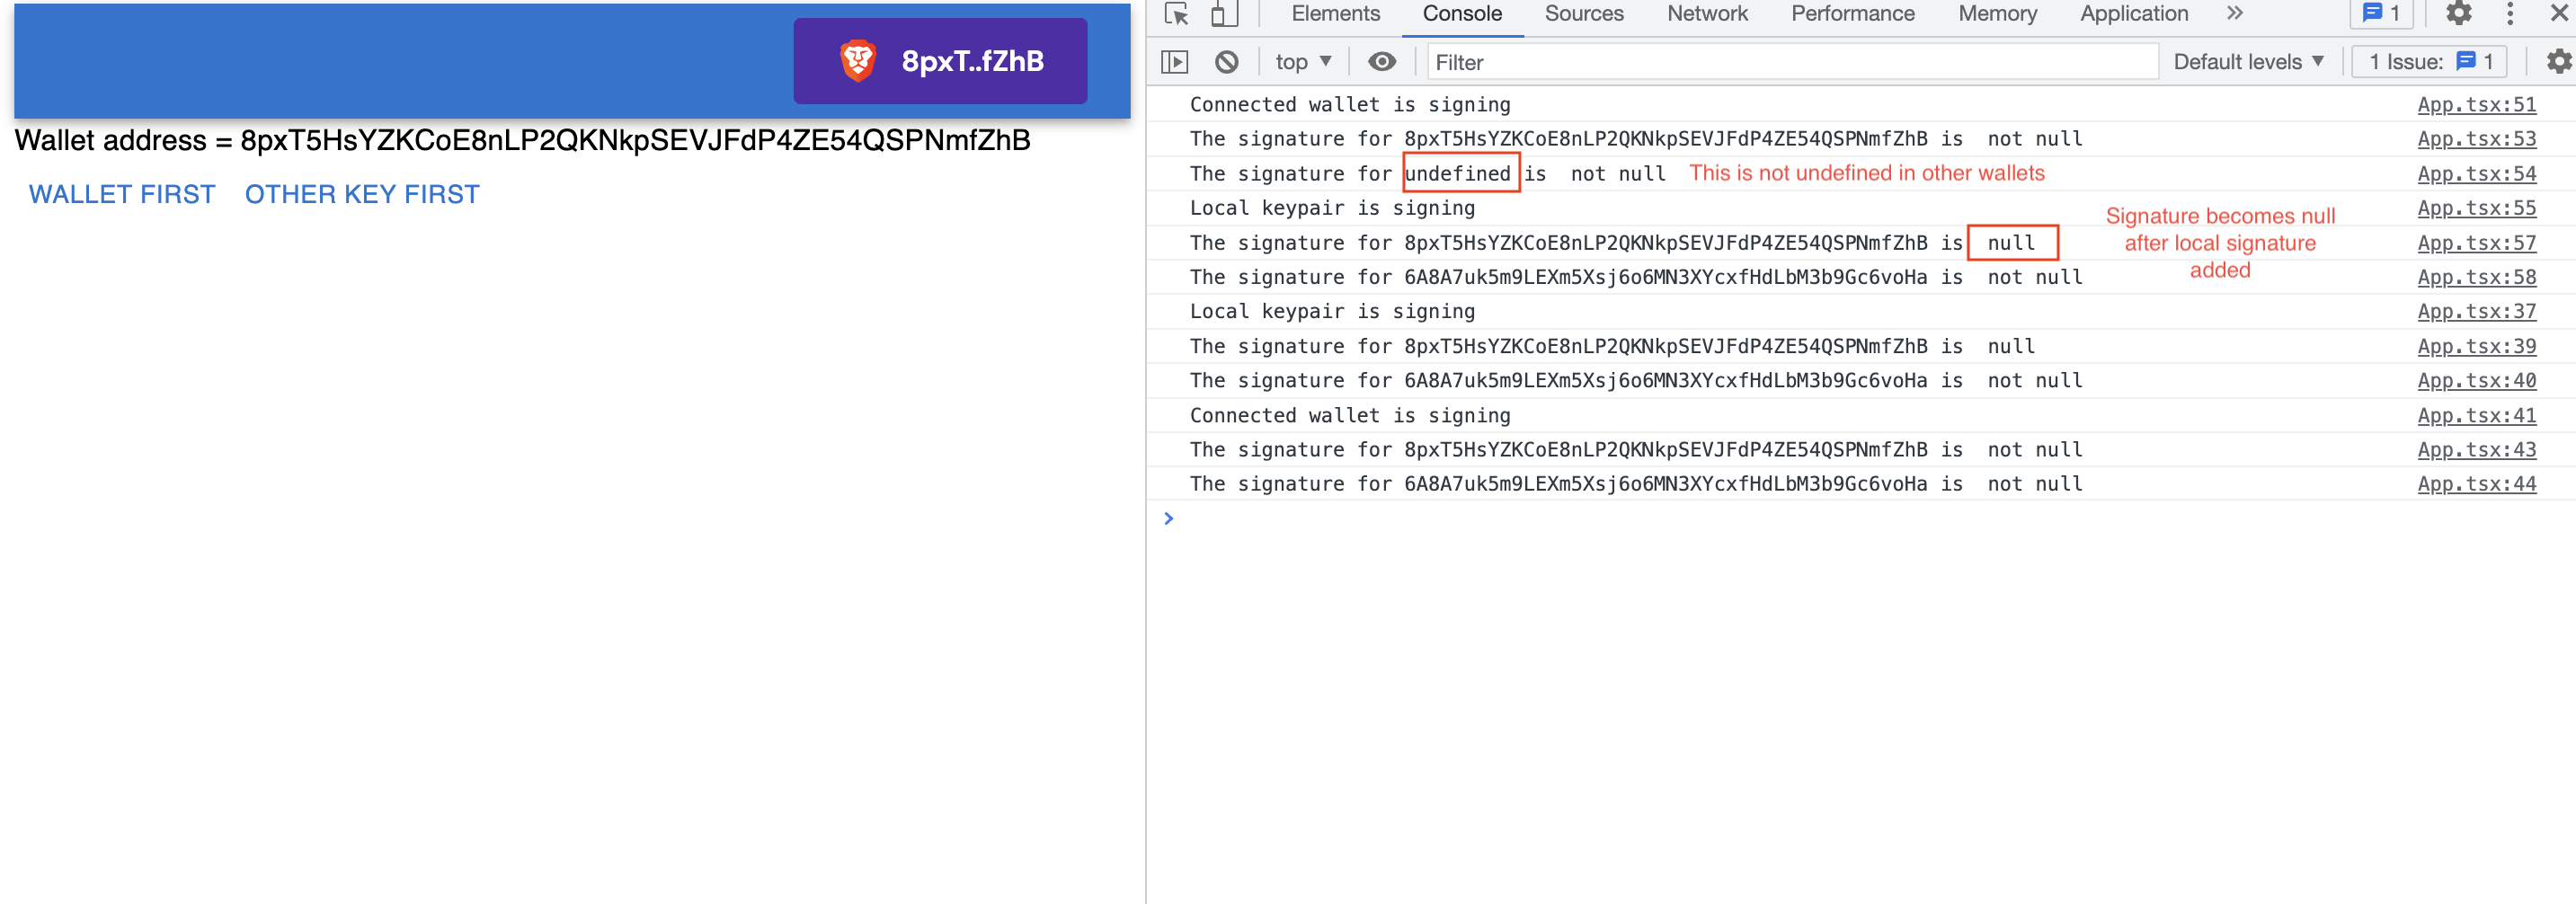 8pxT..fZhB
Wallet address = 8pxT5HsYZKCoE8nLP2QKNkpSEVJFdP4ZE54QSPNmfZhB
WALLET FIRST OTHER KEY FIRST
Elements Console Sources Network Performance Memory Application 1
top Filter Default levels 1 Issue: 1
Connected wallet is signing App.tsx:51
The signature for 8pxT5HsYZKCoE8nLP2QKNkpSEVJFdP4ZE54QSPNmfZhB is not null App.tsx:53
The signature for undefined is not null This is not undefined in other wallets App.tsx:54
Local keypair is signing App.tsx:55
Signature becomes null
after local signature
added
The signature for 8pxT5HsYZKCoE8nLP2QKNkpSEVJFdP4ZE54QSPNmfZhB is null App.tsx:57
The signature for 6A8A7uk5m9LEXm5Xsj6o6MN3XYcxfHdLbM3b9Gc6voHa is not null App.tsx:58
Local keypair is signing App.tsx:37
The signature for 8pxT5HsYZKCoE8nLP2QKNkpSEVJFdP4ZE54QSPNmfZhB is null App.tsx:39
The signature for 6A8A7uk5m9LEXm5Xsj6o6MN3XYcxfHdLbM3b9Gc6voHa is not null App.tsx:40
Connected wallet is signing App.tsx:41
The signature for 8pxT5HsYZKCoE8nLP2QKNkpSEVJFdP4ZE54QSPNmfZhB is not null App.tsx:43
The signature for 6A8A7uk5m9LEXm5Xsj6o6MN3XYcxfHdLbM3b9Gc6voHa is not null App.tsx:44